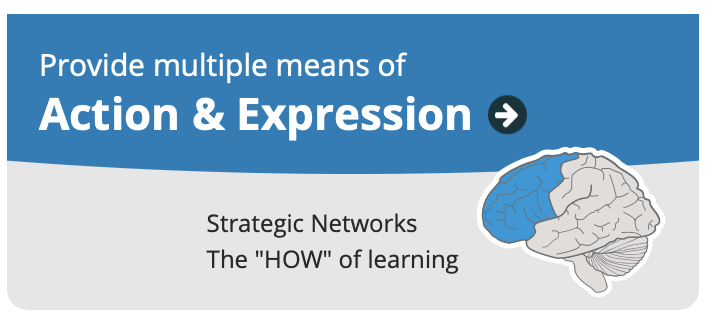 Provide multiple means of
Action & Expression
Strategic Networks
The "HOW" of learning